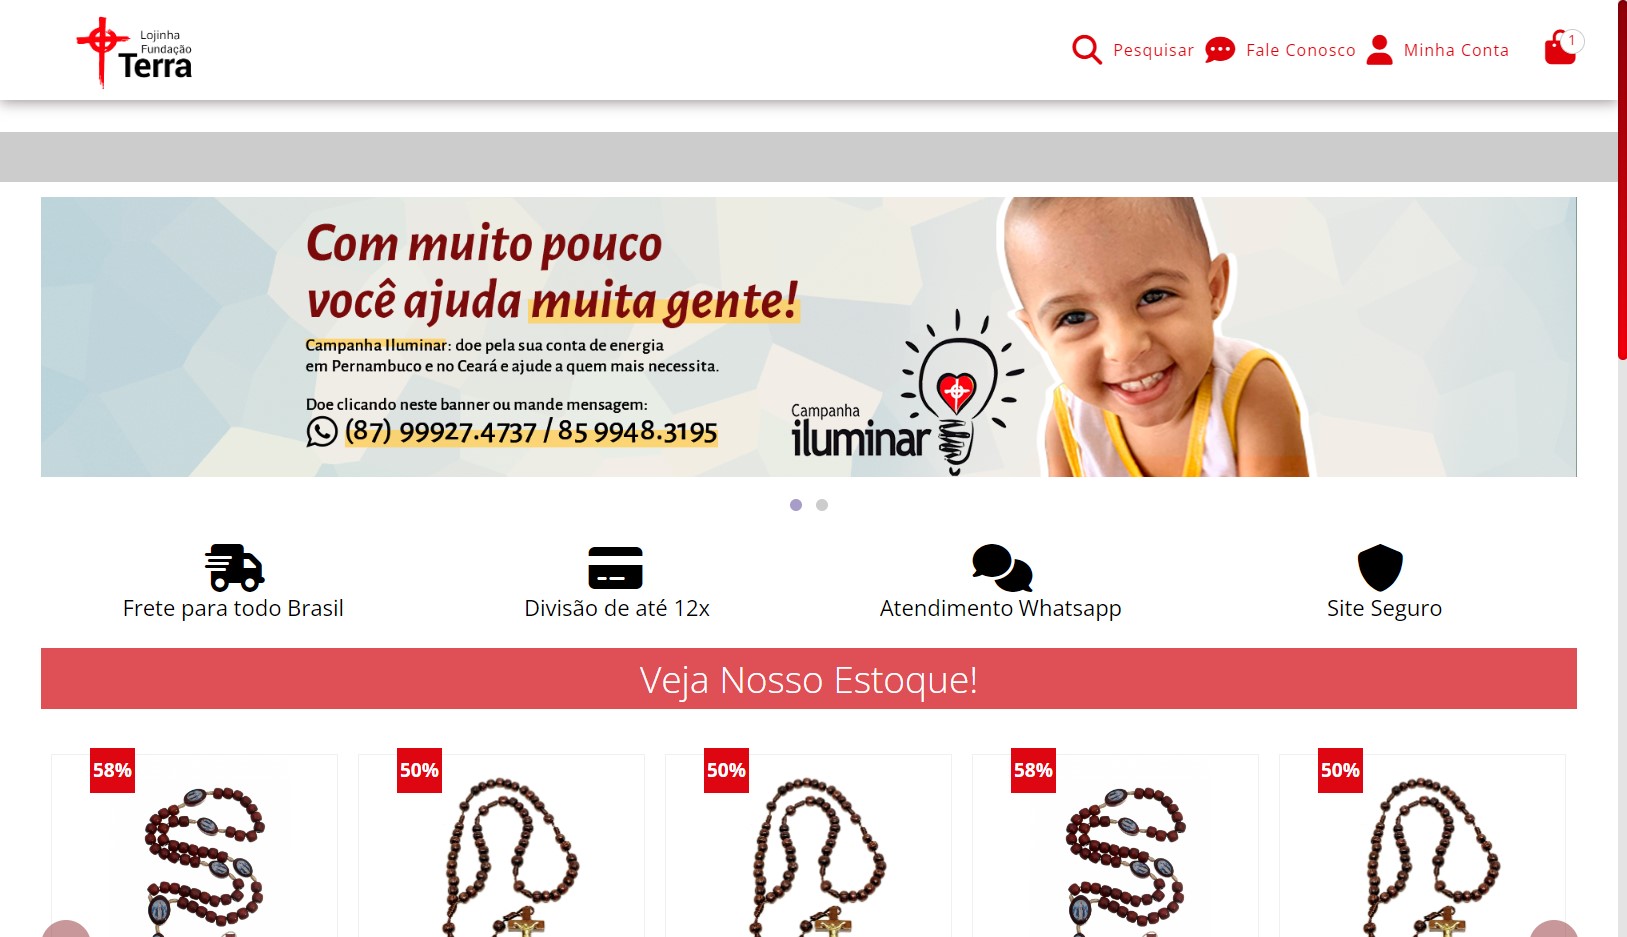 Lojinha
Fundação
Terra
Pesquisar
Fale Conosco
Minha Conta
1
Com muito pouco
você ajuda muita gente!
Campanha Iluminar: doe pela sua conta de energia
em Pernambuco e no Ceará e ajude a quem mais necessita.
Doe clicando neste banner ou mande mensagem:
(87) 99927.4737 / 85 9948.3195
Campanha
iluminar
Frete para todo Brasil
Divisão de até 12x
Atendimento Whatsapp
Site Seguro
Veja Nosso Estoque!
58%
50%
50%
58%
50%